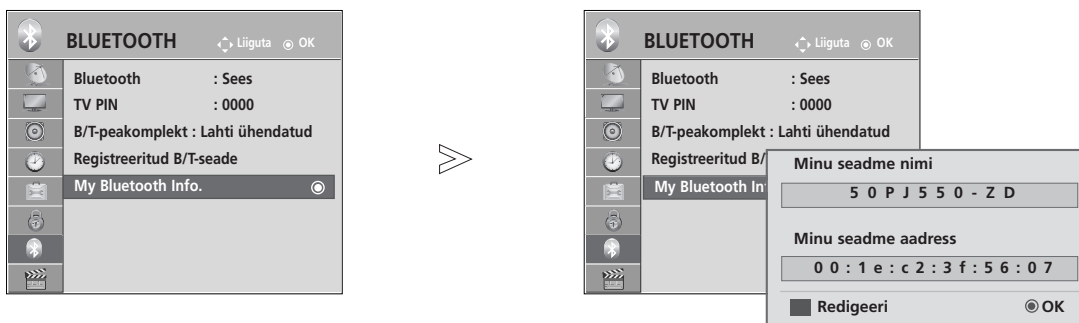 BLUETOOTH Liiguta OK
Bluetooth : Sees
TV PIN : 0000
B/T-peakomplekt : Lahti ühendatud
Registreeritud B/T-seade
My Bluetooth Info.
BLUETOOTH Liiguta OK
Bluetooth : Sees
TV PIN : 0000
B/T-peakomplekt : Lahti ühendatud
Registreeritud B/
My Bluetooth In
Minu seadme nimi
50PJ550-ZD
Minu seadme aadress
00:1e:c2:3f:56:07
Redigeeri OK